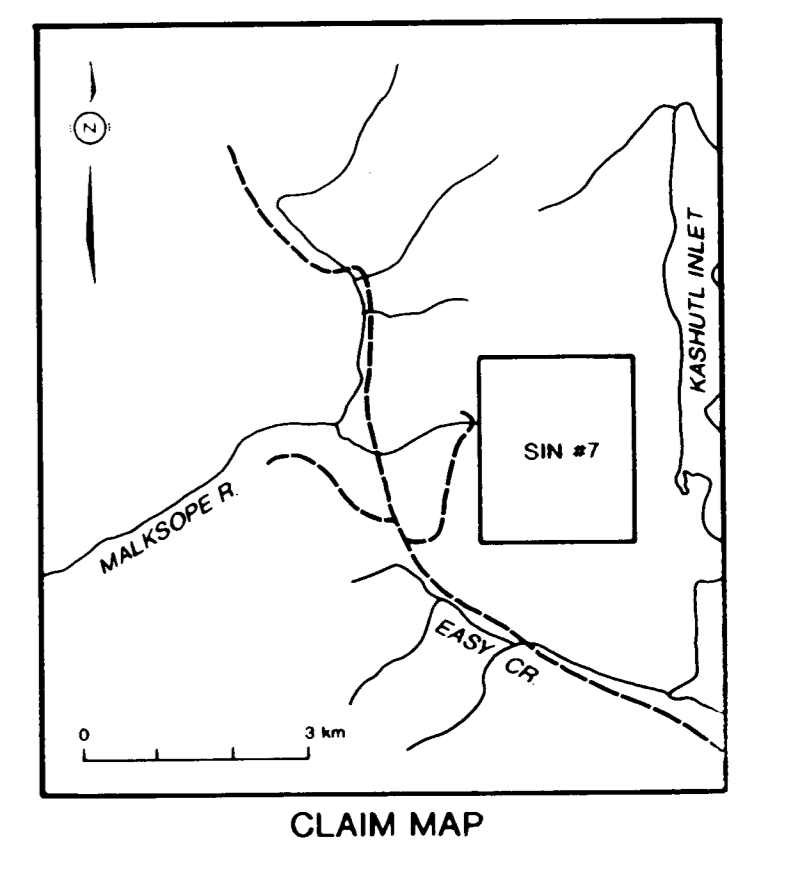 N
KASHUTL INLET
SIN #7
MALKSOPE R.
EASY CR.
0 3 km
CLAIM MAP